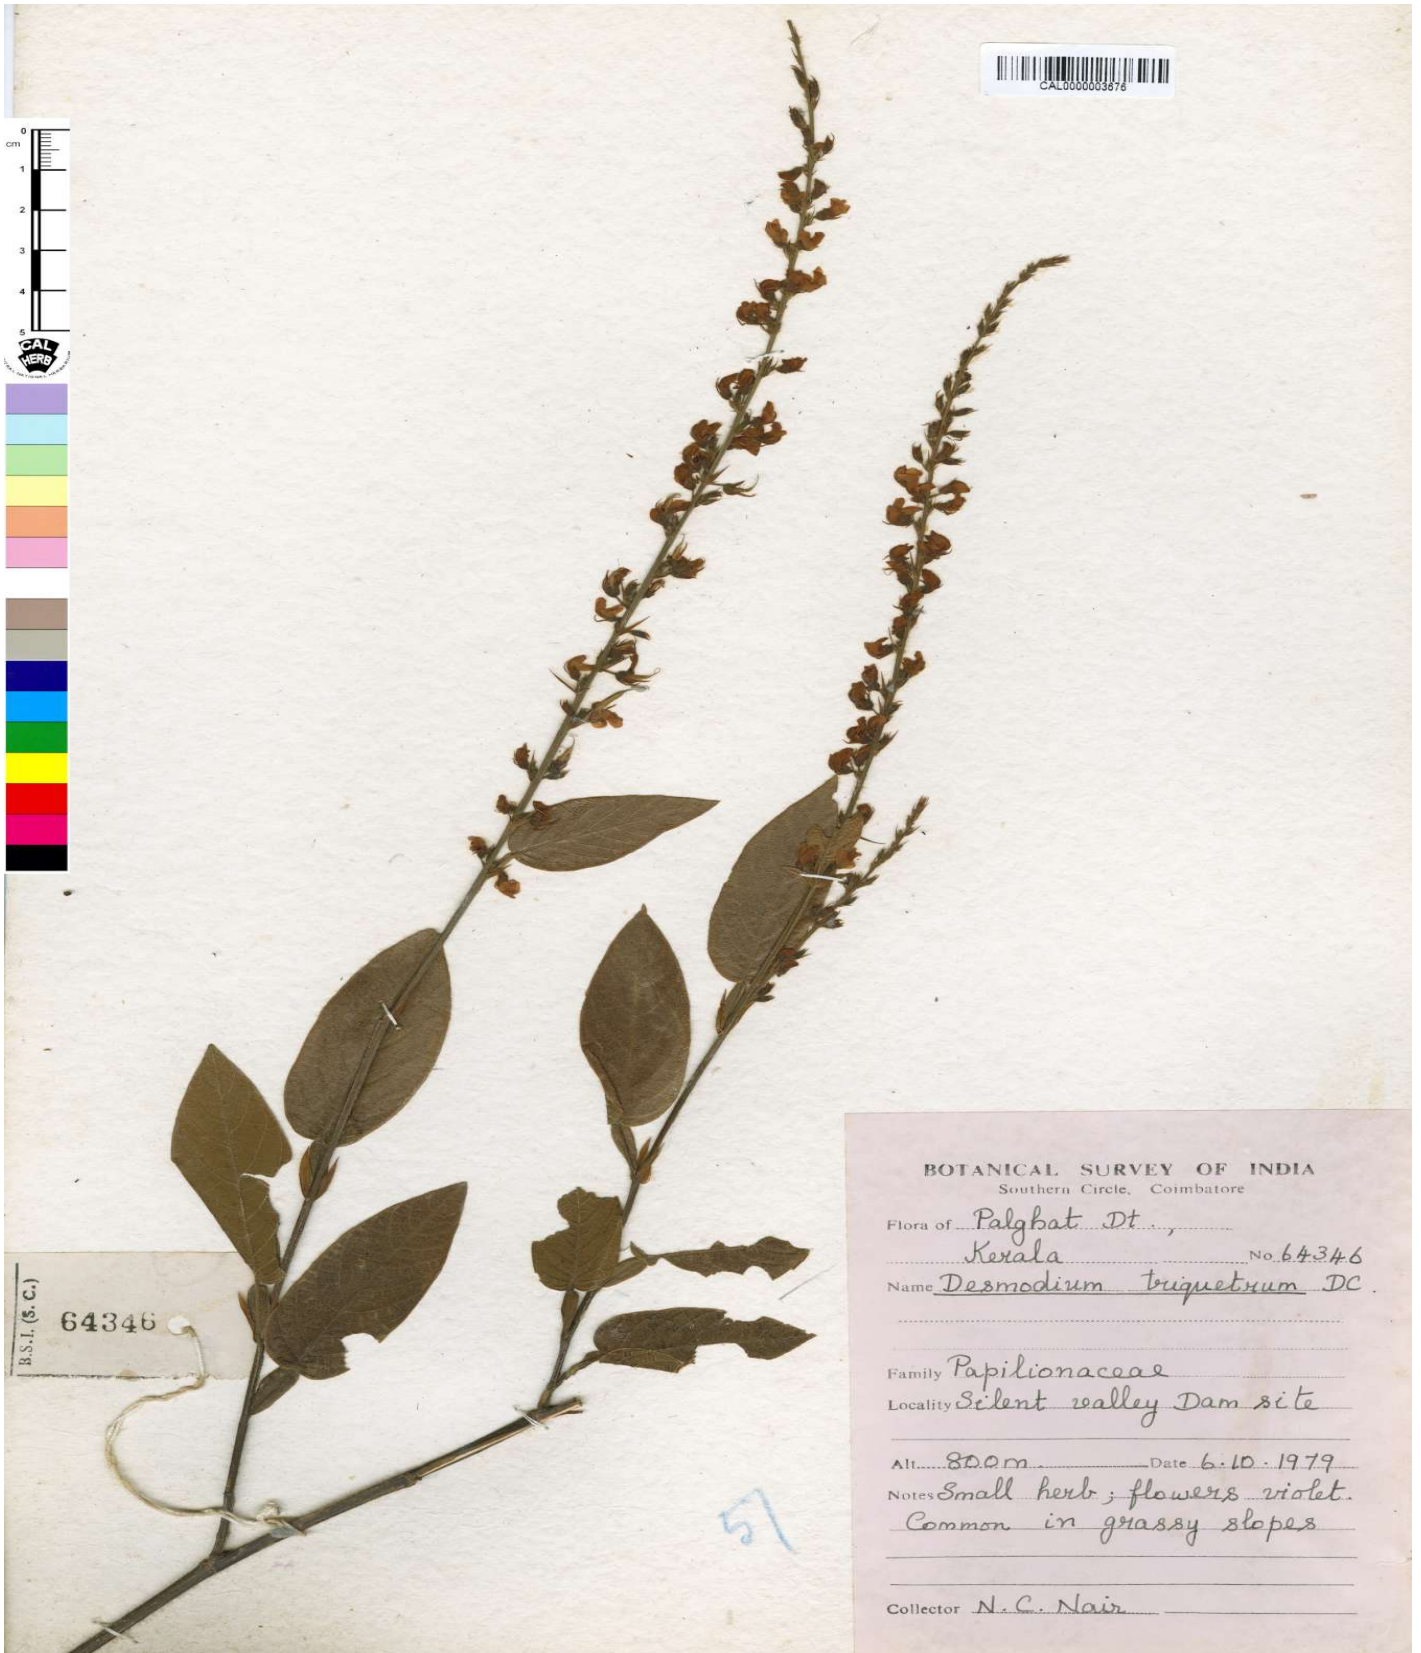 CAL0000003676
0
cm
1
2
3
4
5
CAL
HERB
BOTANICAL SURVEY OF INDIA
Southern Circle, Coimbatore
Flora of Palghat Dt.,
Kerala No 64346
Name Desmodium triquetrum DC.
Family Papilionaceae
Locality Silent valley Dam site
Alt. 800m. Date 6.10.1979
Notes Small herb; flowers violet.
Common in grassy slopes
Collector N.C. Nair
B.S.I. (S.C.)
64346
51